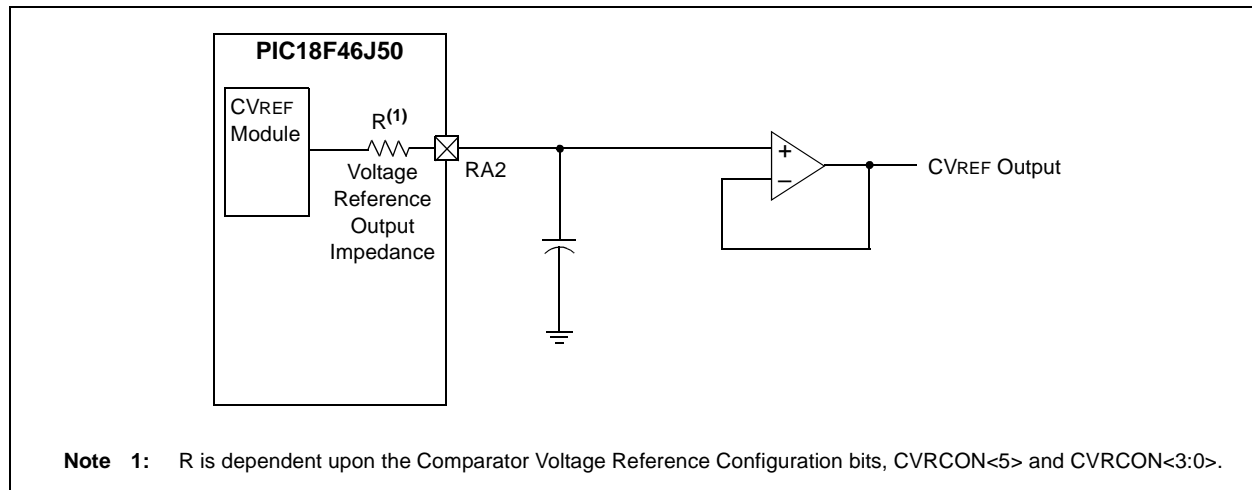 PIC18F46J50
CVREF
Module
R(1)
Voltage
Reference
Output
Impedance
RA2
+
–
CVREF Output
Note 1: R is dependent upon the Comparator Voltage Reference Configuration bits, CVRCON<5> and CVRCON<3:0>.